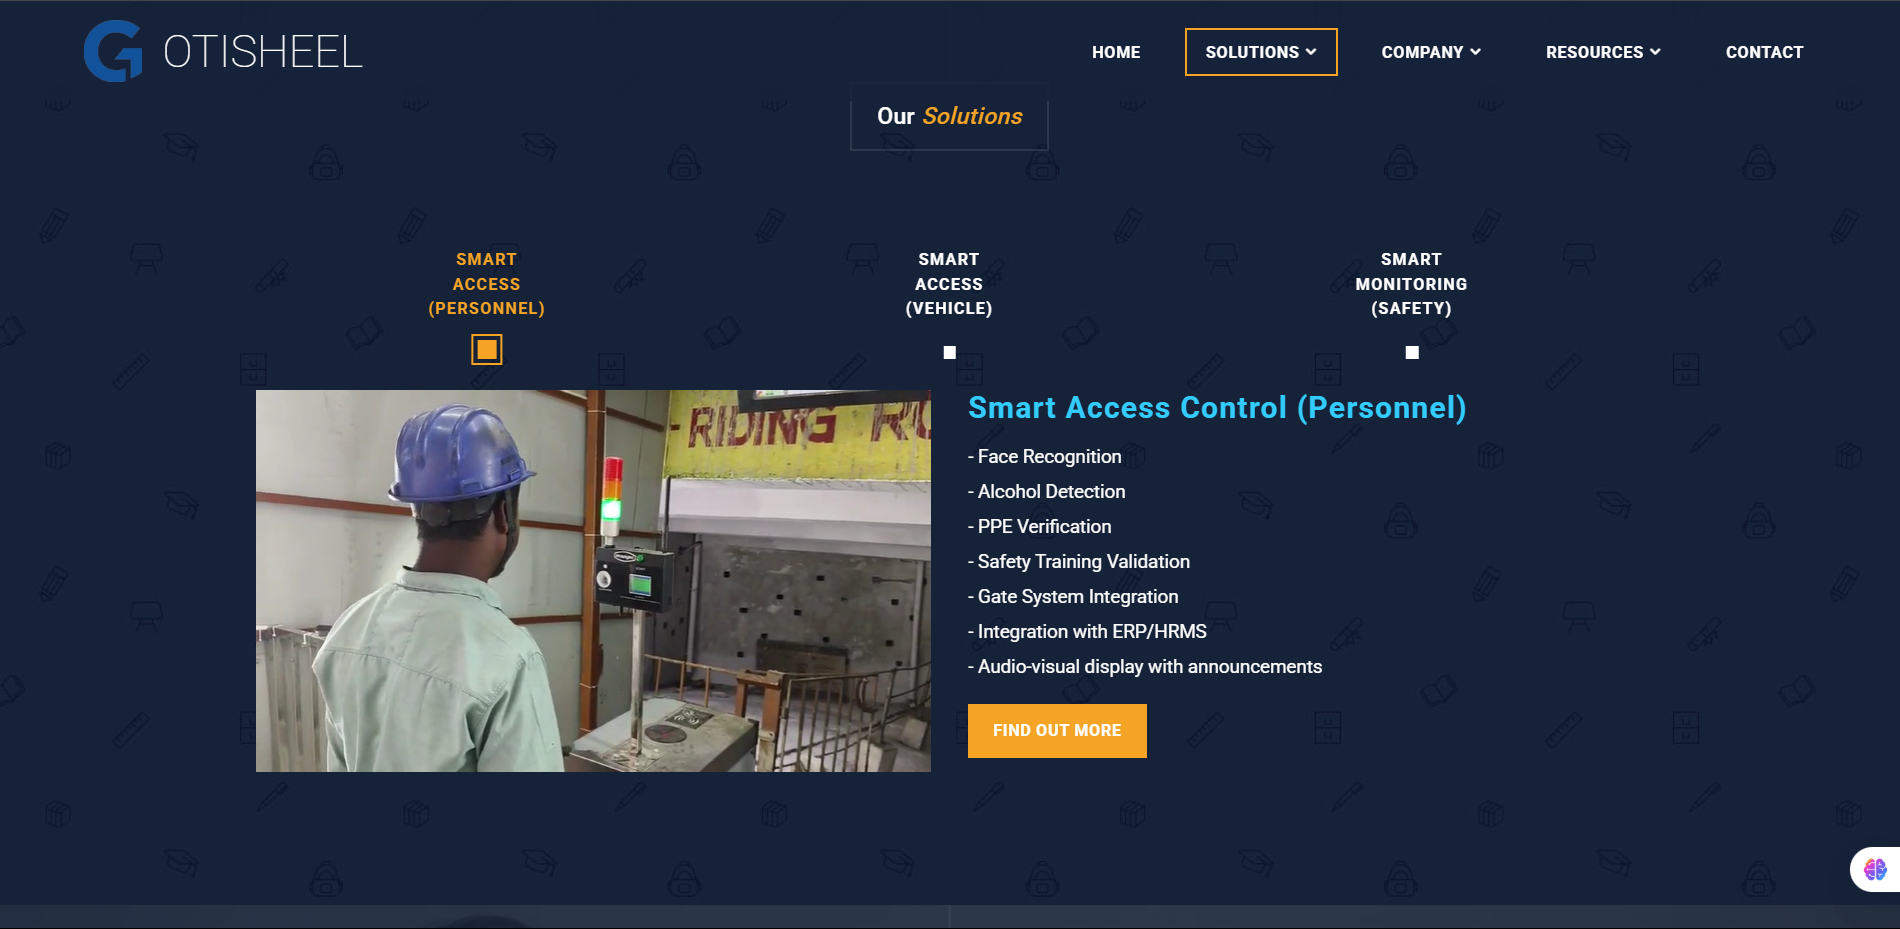 G OTISHEEL
HOME SOLUTIONS COMPANY RESOURCES CONTACT
Our Solutions
SMART
ACCESS
(PERSONNEL)
SMART
ACCESS
(VEHICLE)
SMART
MONITORING
(SAFETY)
RIDING
Smart Access Control (Personnel)
- Face Recognition
- Alcohol Detection
- PPE Verification
- Safety Training Validation
- Gate System Integration
- Integration with ERP/HRMS
- Audio-visual display with announcements
FIND OUT MORE